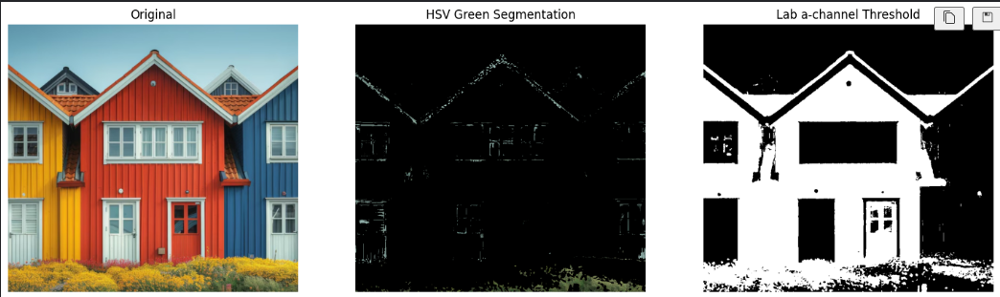 Original
HSV Green Segmentation
Lab a-channel Threshold